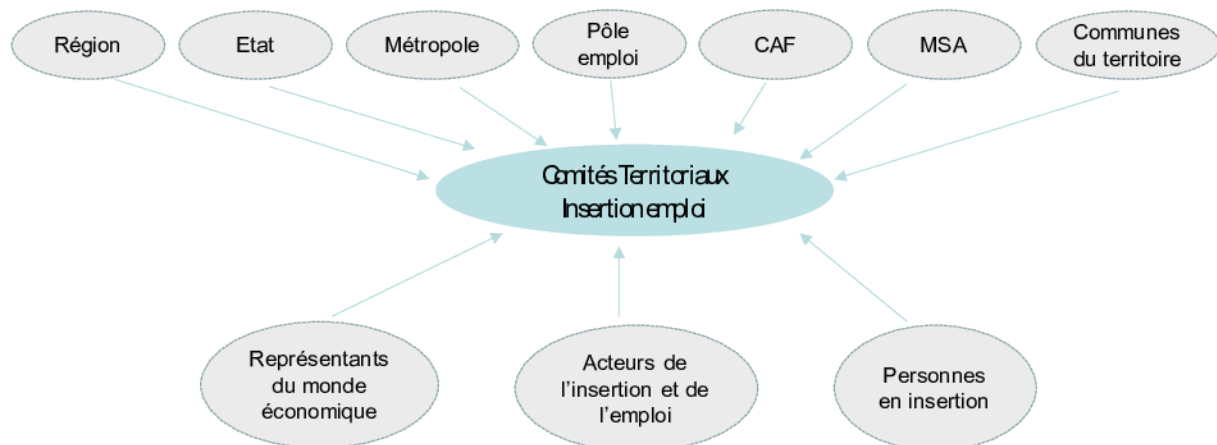 Région
Etat
Métropole
Pôle
emploi
CAF
MSA
Communes
du territoire
Comités Territoriaux
Insertion emploi
Représentants
du monde
économique
Acteurs de
l'insertion et de
l'emploi
Personnes
en insertion